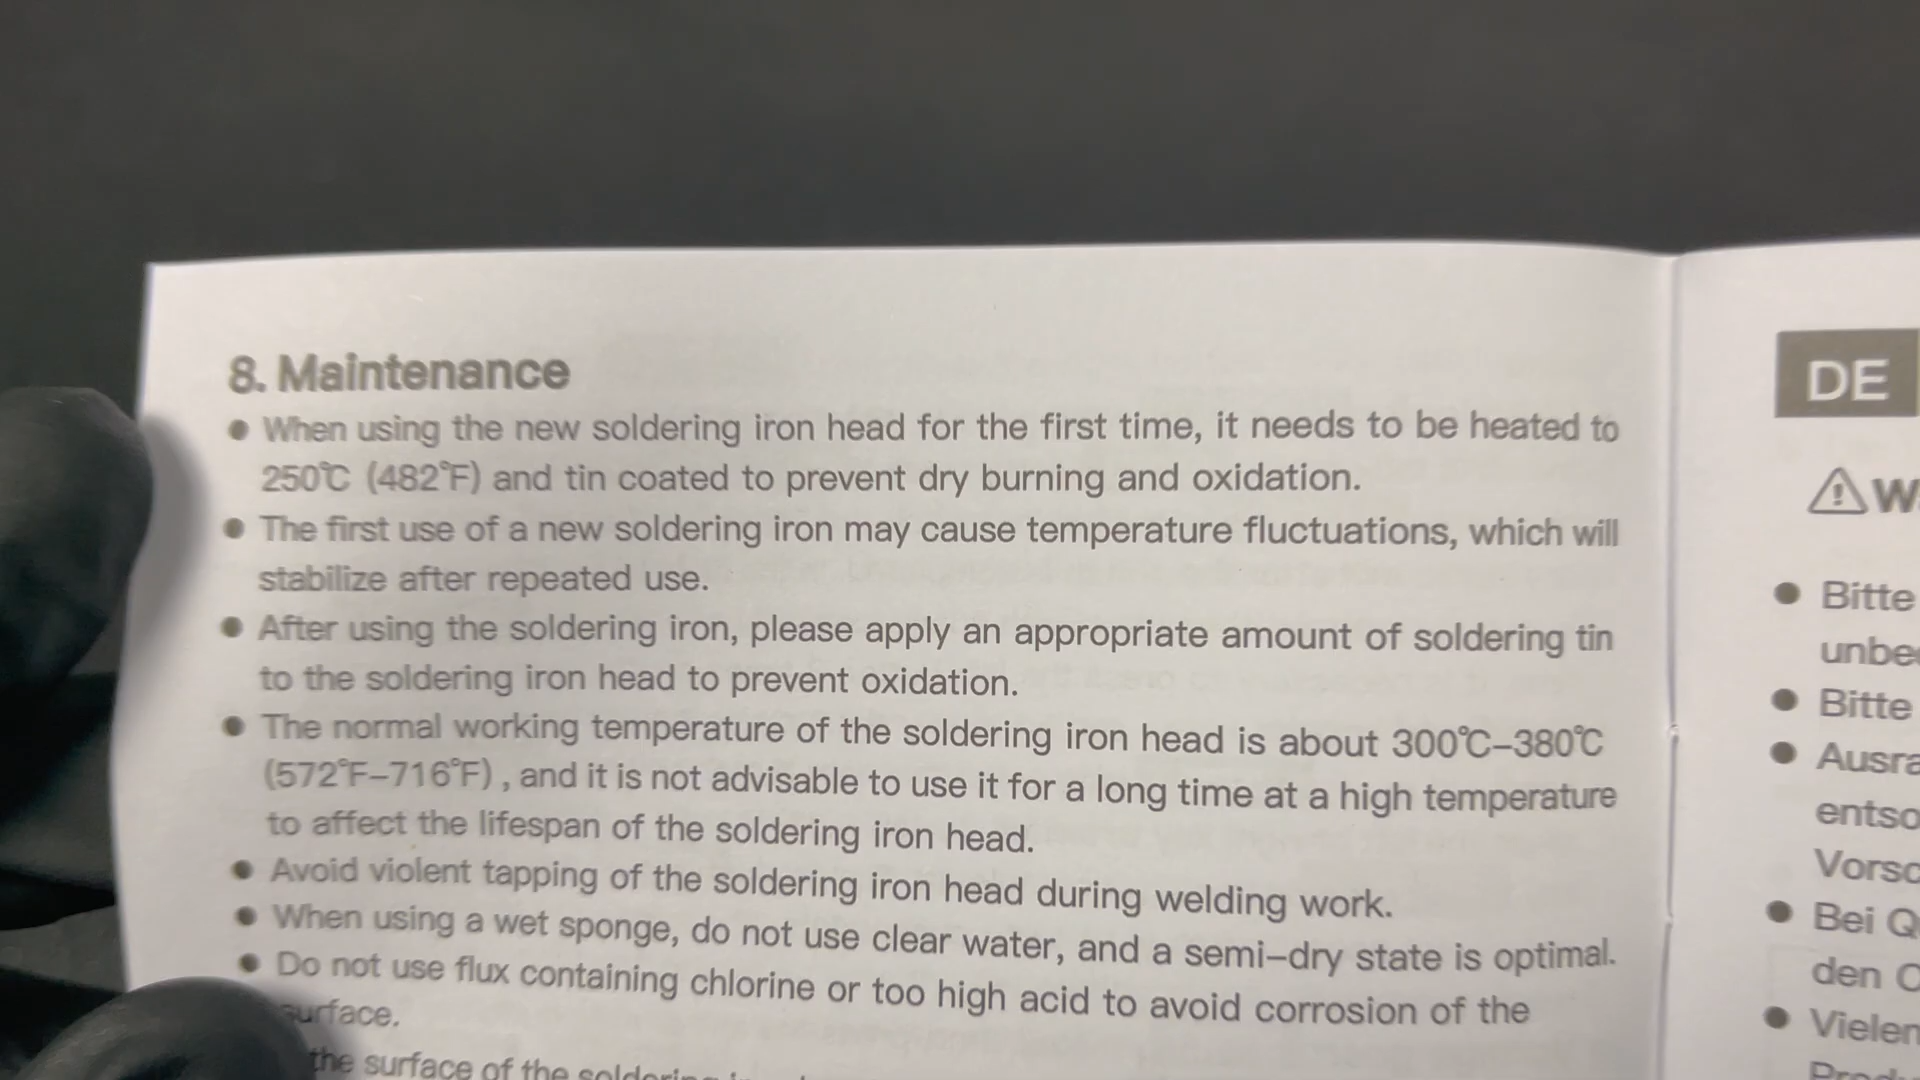 8. Maintenance
● When using the new soldering iron head for the first time, it needs to be heated to
250℃ (482℉) and tin coated to prevent dry burning and oxidation.
● The first use of a new soldering iron may cause temperature fluctuations, which will
stabilize after repeated use.
● After using the soldering iron, please apply an appropriate amount of soldering tin
to the soldering iron head to prevent oxidation.
● The normal working temperature of the soldering iron head is about 300℃–380℃
(572℉–716℉) , and it is not advisable to use it for a long time at a high temperature
to affect the lifespan of the soldering iron head.
● Avoid violent tapping of the soldering iron head during welding work.
● When using a wet sponge, do not use clear water, and a semi–dry state is optimal.
● Do not use flux containing chlorine or too high acid to avoid corrosion of the
surface.
the surface of the soldering
DE
● Bitte
● Bitte
● Bei
den
● Vielen